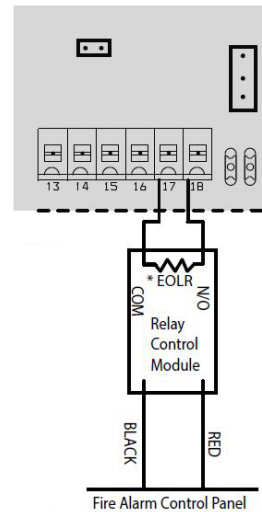 13 14 15 16 17 18
* EOLR
COM
N/O
Relay
Control
Module
BLACK
RED
Fire Alarm Control Panel